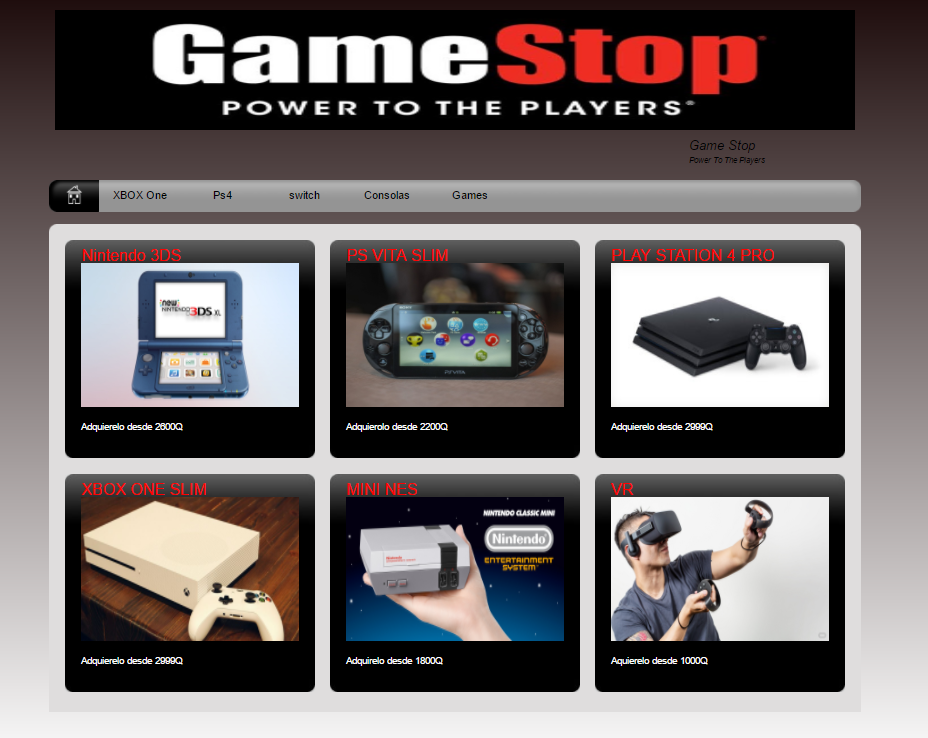 GameStop
POWER TO THE PLAYERS
Game Stop
Power To The Players
XBOX One
Ps4
switch
Consolas
Games
Nintendo 3DS
PS VITA SLIM
PLAY STATION 4 PRO
[new]
NINTENDO 3DS XL
SONY
PSVITA
Adquierelo desde 2600Q
Adquierolo desde 2200Q
Adquierelo desde 2999Q
XBOX ONE SLIM
MINI NES
VR
NINTENDO CLASSIC MINI
Nintendo
ENTERTAINMENT
SYSTEM
Adquierelo desde 2999Q
Adquirelo desde 1800Q
Aquierelo desde 1000Q